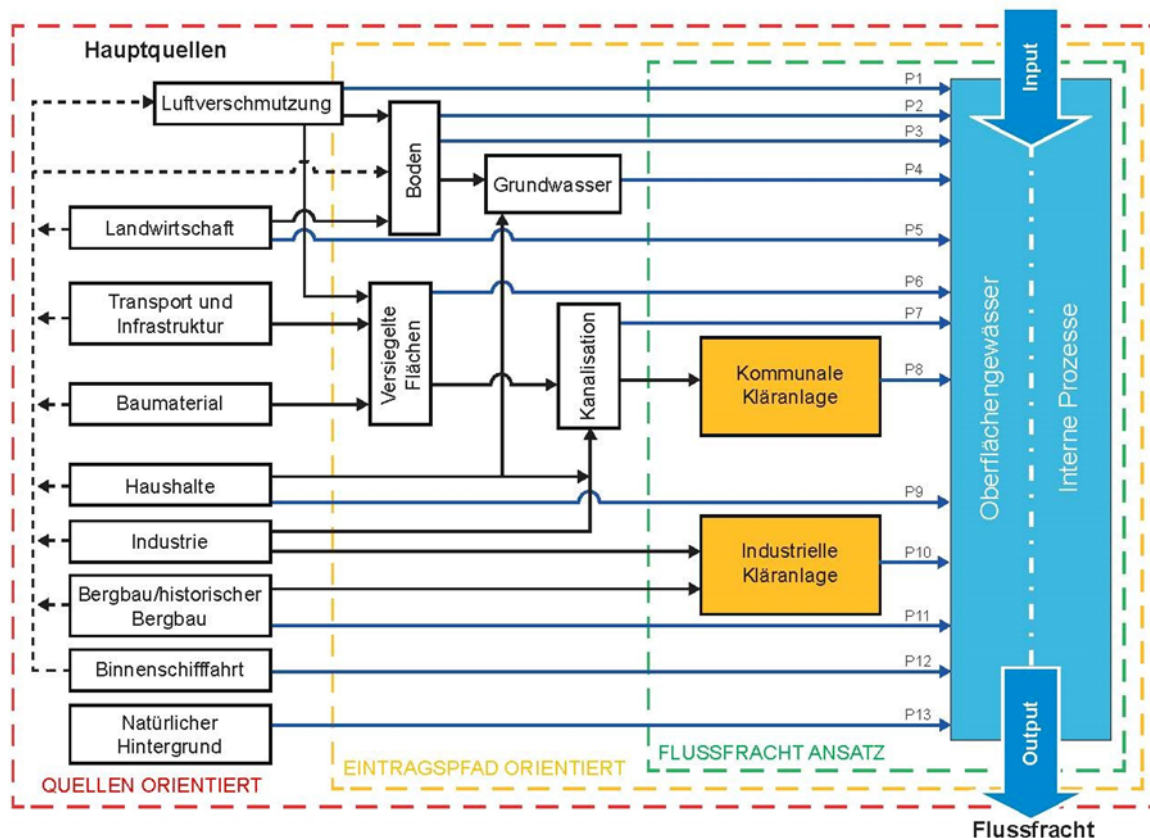 Hauptquellen
Input
Luftverschmutzung
P1
P2
P3
Boden
Grundwasser
P4
Landwirtschaft
P5
Transport und
Infrastruktur
Versiegelte
Flächen
P6
Kanalisation
P7
Baumaterial
Kommunale
Kläranlage
P8
Oberflächengewässer
Interne Prozesse
Haushalte
P9
Industrie
Industrielle
Kläranlage
P10
Bergbau/historischer
Bergbau
P11
Binnenschifffahrt
P12
Natürlicher
Hintergrund
P13
QUELLEN ORIENTIERT
EINTRAGSPFAD ORIENTIERT
FLUSSFRACHT ANSATZ
Output
Flussfracht